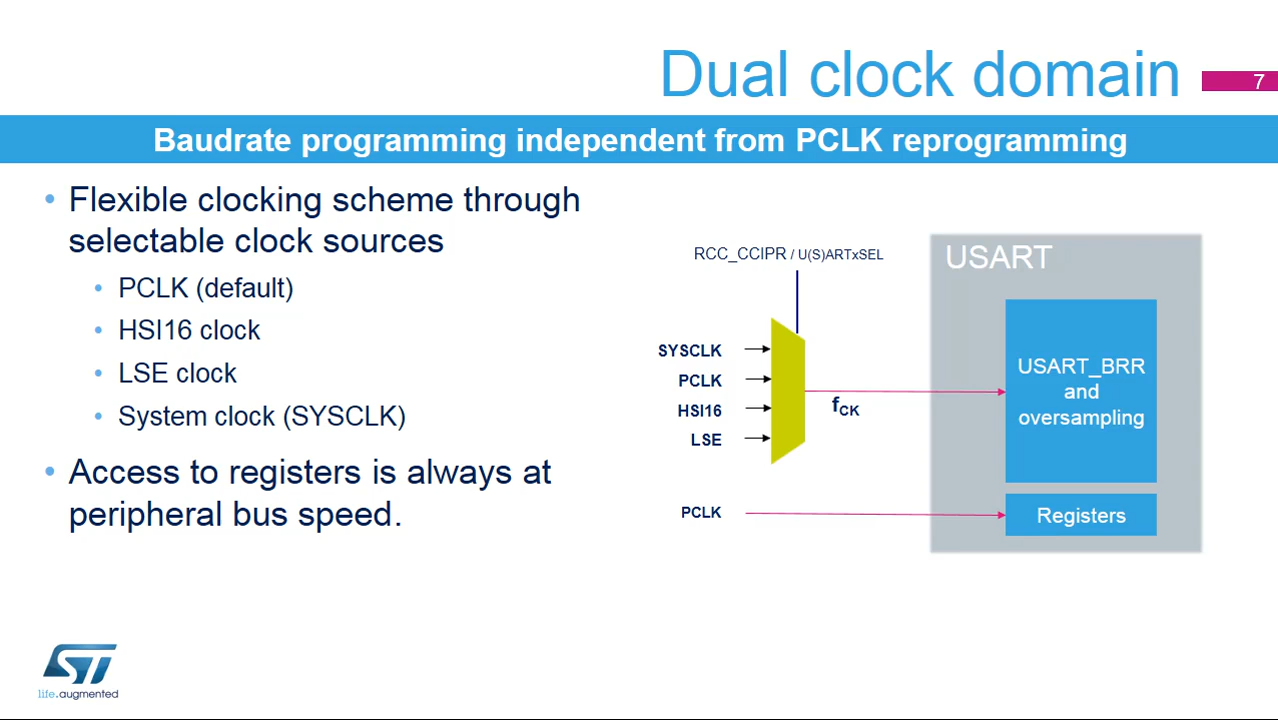 Dual clock domain
7
Baudrate programming independent from PCLK reprogramming
• Flexible clocking scheme through
selectable clock sources
• PCLK (default)
• HSI16 clock
• LSE clock
• System clock (SYSCLK)
• Access to registers is always at
peripheral bus speed.
RCC_CCIPR / U(S)ARTxSEL
SYSCLK
PCLK
HSI16
LSE
fCK
PCLK
USART
USART_BRR
and
oversampling
Registers
ST
life.augmented